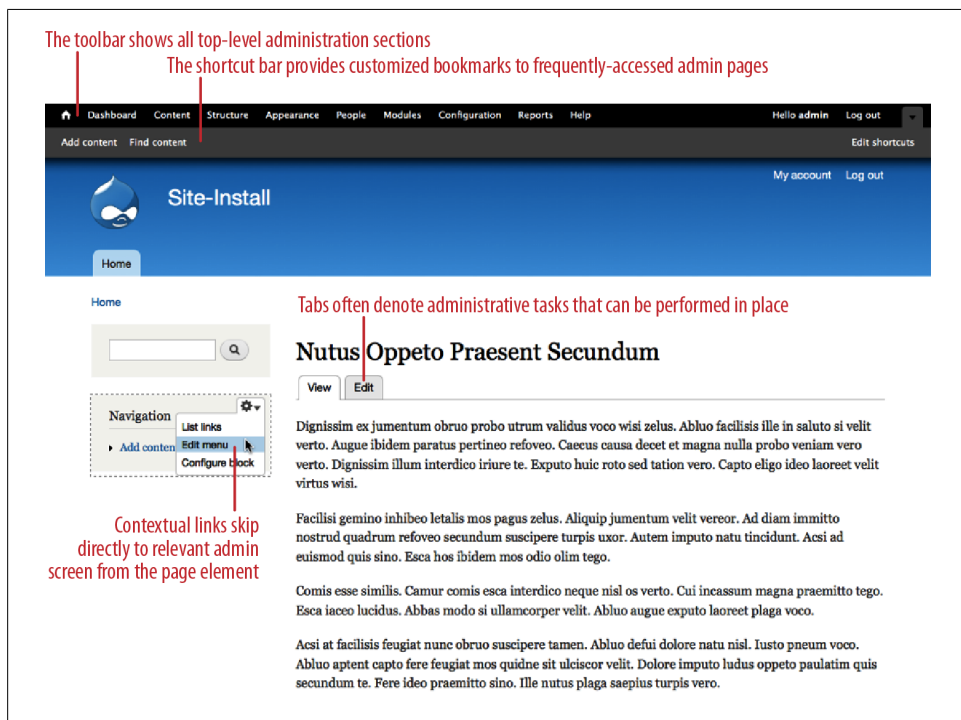 The toolbar shows all top-level administration sections
The shortcut bar provides customized bookmarks to frequently-accessed admin pages
Dashboard Content Structure Appearance People Modules Configuration Reports Help Hello admin Log out
Add content Find content Edit shortcuts
My account Log out
Site-Install
Home
Home
Tabs often denote administrative tasks that can be performed in place
Nutus Oppeto Praesent Secundum
View Edit
Navigation
List links
Add conten
Edit menu
Configure block
Contextual links skip
directly to relevant admin
screen from the page element
Dignissim ex jumentum obruo probo utrum validus voco wisi zelus. Abluo facilisis ille in saluto si velit
verto. Augue ibidem paratus pertineo refoveo. Caecus causa decet et magna nulla probo veniam vero
verto. Dignissim illum interdico iriure te. Exputo huic roto sed tation vero. Capto eligo ideo laoreet velit
virtus wisi.
Facilisi gemino inhibeo letalis mos pagus zelus. Aliquip jumentum velit vereor. Ad diam immitto
nostrud quadrum refoveo secundum suscipere turpis uxor. Autem imputo natu tincidunt. Acsi ad
euismod quis sino. Esca hos ibidem mos odio olim tego.
Comis esse similis. Camur comis esca interdico neque nisl os verto. Cui incassum magna praemitto tego.
Esca iaceo lucidus. Abbas modo si ullamcorper velit. Abluo augue exputo laoreet plaga voco.
Acsi at facilisis feugiat nunc obruo suscipere tamen. Abluo defui dolore natu nisl. Iusto pneum voco.
Abluo aptent capto fere feugiat mos quidne sit ulciscor velit. Dolore imputo ludus oppeto paulatim quis
secundum te. Fere ideo praemitto sino. Ille nutus plaga saepius turpis vero.